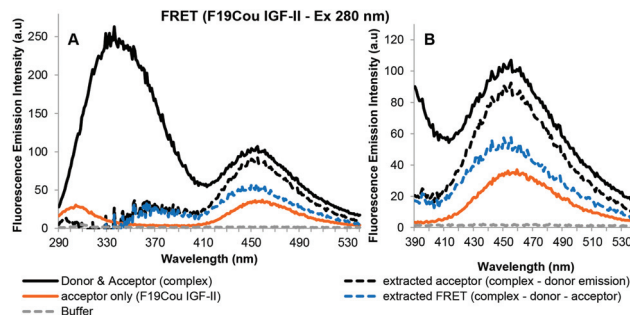 FRET (F19Cou IGF-II - Ex 280 nm)
A
B
Fluorescence Emission Intensity (a.u)
250
200
150
100
50
0
290 330 370 410 450 490 530
Wavelength (nm)
Fluorescence Emission Intensity (a.u)
120
100
80
60
40
20
0
390 410 430 450 470 490 510 530
Wavelength (nm)
Donor & Acceptor (complex)
acceptor only (F19Cou IGF-II)
Buffer
extracted acceptor (complex - donor emission)
extracted FRET (complex - donor - acceptor)